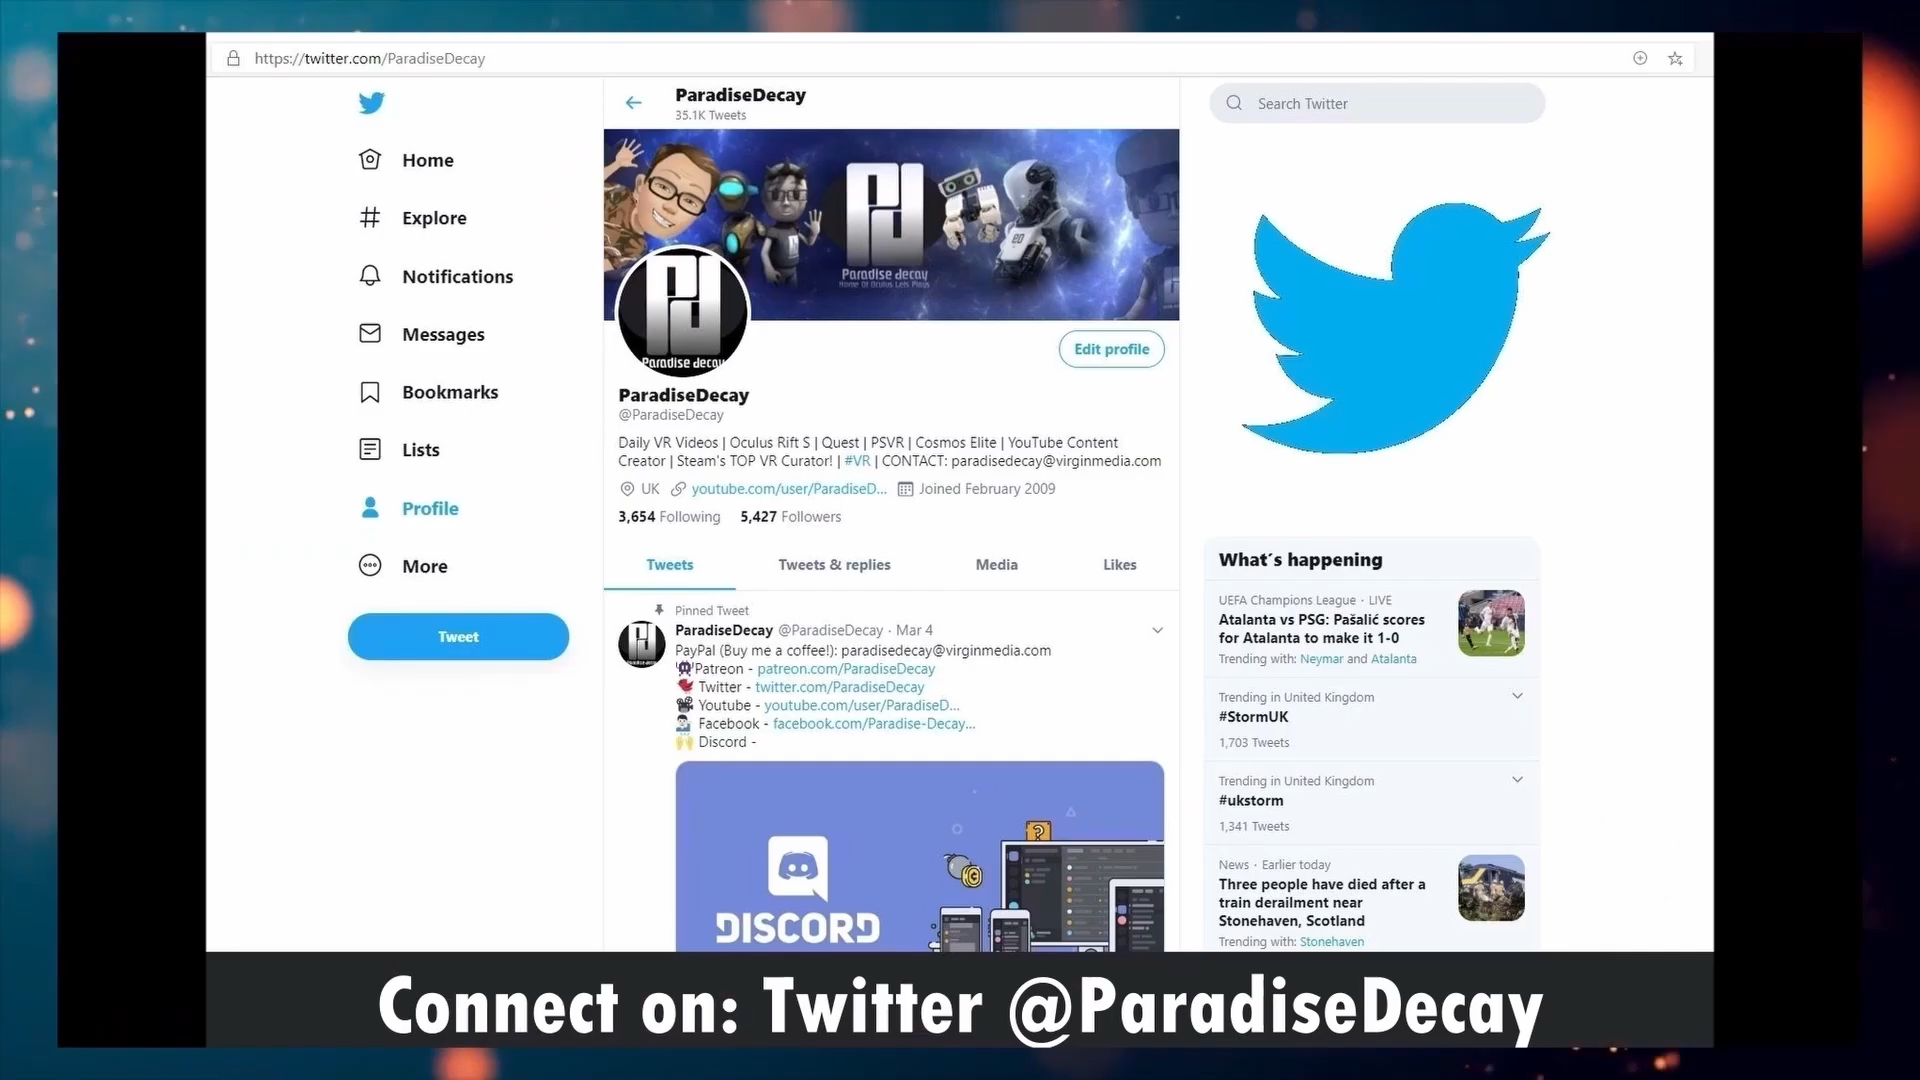 https://twitter.com/ParadiseDecay
Home
Explore
Notifications
Messages
Bookmarks
Lists
Profile
More
Tweet
ParadiseDecay
35.1K Tweets
Paradise decay
Home Of Oculus Lets Plays
Paradise decay
Edit profile
ParadiseDecay
@ParadiseDecay
Daily VR Videos | Oculus Rift S | Quest | PSVR | Cosmos Elite | YouTube Content
Creator | Steam's TOP VR Curator! | #VR | CONTACT: paradisedecay@virginmedia.com
UK youtube.com/user/ParadiseD... Joined February 2009
3,654 Following 5,427 Followers
Tweets Tweets & replies Media Likes
Pinned Tweet
ParadiseDecay @ParadiseDecay · Mar 4
PayPal (Buy me a coffee!): paradisedecay@virginmedia.com
Patreon - patreon.com/ParadiseDecay
Twitter - twitter.com/ParadiseDecay
Youtube - youtube.com/user/ParadiseD...
Facebook - facebook.com/Paradise-Decay...
Discord -
DISCORD
Search Twitter
What´s happening
UEFA Champions League · LIVE
Atalanta vs PSG: Pašalić scores
for Atalanta to make it 1-0
Trending with: Neymar and Atalanta
Trending in United Kingdom
#StormUK
1,703 Tweets
Trending in United Kingdom
#ukstorm
1,341 Tweets
News · Earlier today
Three people have died after a
train derailment near
Stonehaven, Scotland
Trending with: Stonehaven
Connect on: Twitter @ParadiseDecay